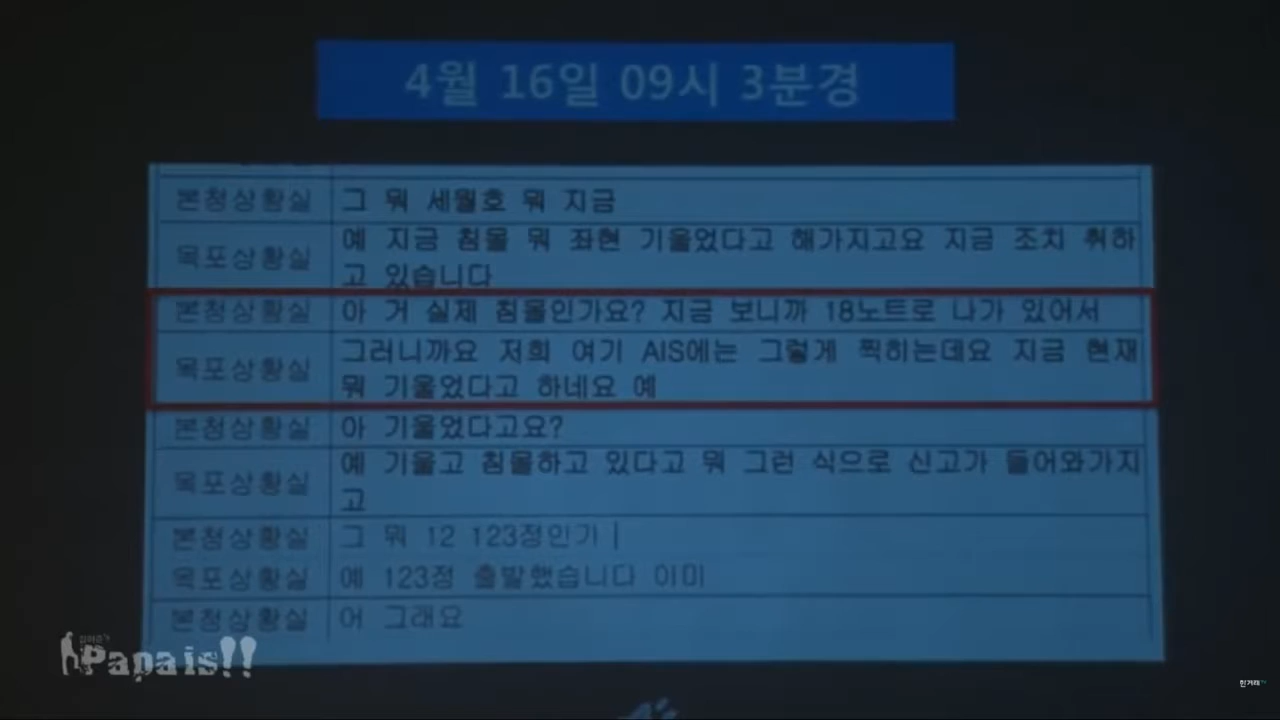 4월 16일 09시 3분경
본청상황실 그 뭐 세월호 뭐 지금
목포상황실 예 지금 침몰 뭐 좌현 기울었다고 해가지고요 지금 조치 취하
고 있습니다
본청상황실 아 거 실제 침몰인가요? 지금 보니까 18노트로 나가 있어서
목포상황실 그러니까요 저희 여기 AIS에는 그렇게 찍히는데요 지금 현재
뭐 기울었다고 하네요 예
본청상황실 아 기울었다고요?
목포상황실 예 기울고 침몰하고 있다고 뭐 그런 식으로 신고가 들어와가지
고
본청상황실 그 뭐 12 123정인가
목포상황실 예 123정 출발했습니다 이미
본청상황실 어 그래요
김어준's
Papais!!
한겨레TV